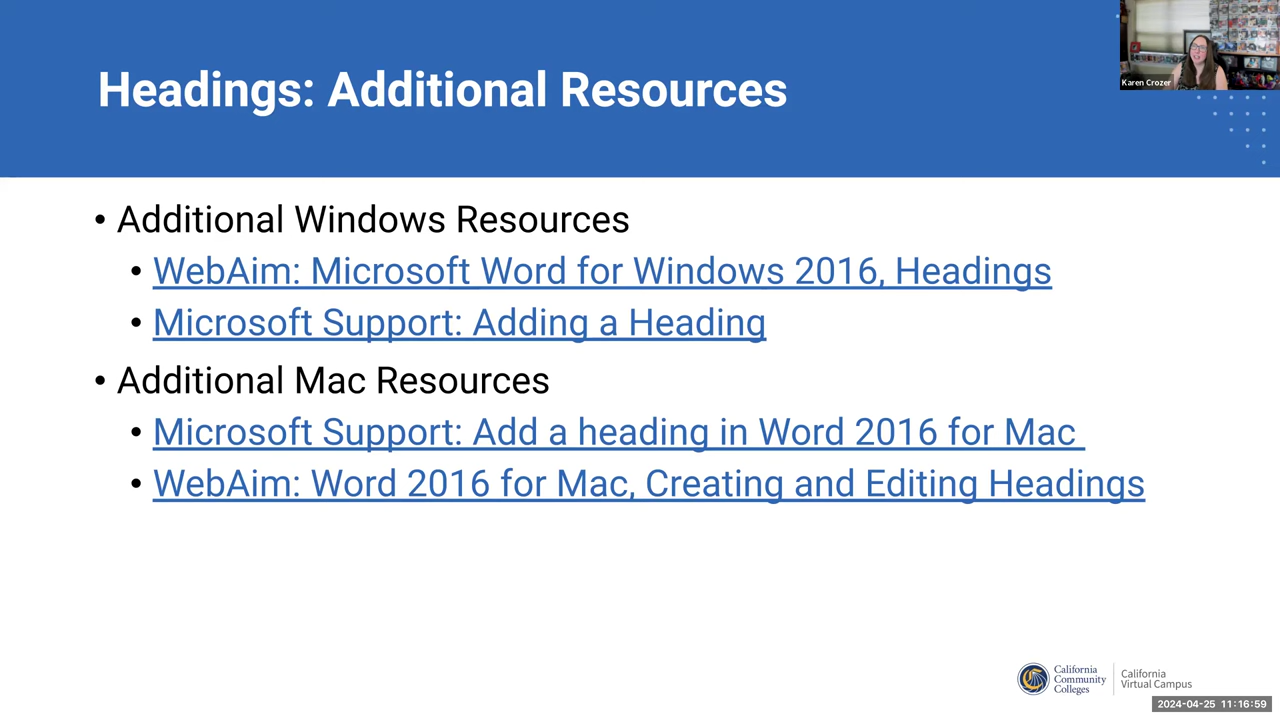 Headings: Additional Resources
Karen Crozer
• Additional Windows Resources
• WebAim: Microsoft Word for Windows 2016, Headings
• Microsoft Support: Adding a Heading
• Additional Mac Resources
• Microsoft Support: Add a heading in Word 2016 for Mac
• WebAim: Word 2016 for Mac, Creating and Editing Headings
California
Community
Colleges
California
Virtual Campus
2024-04-25 11:16:59